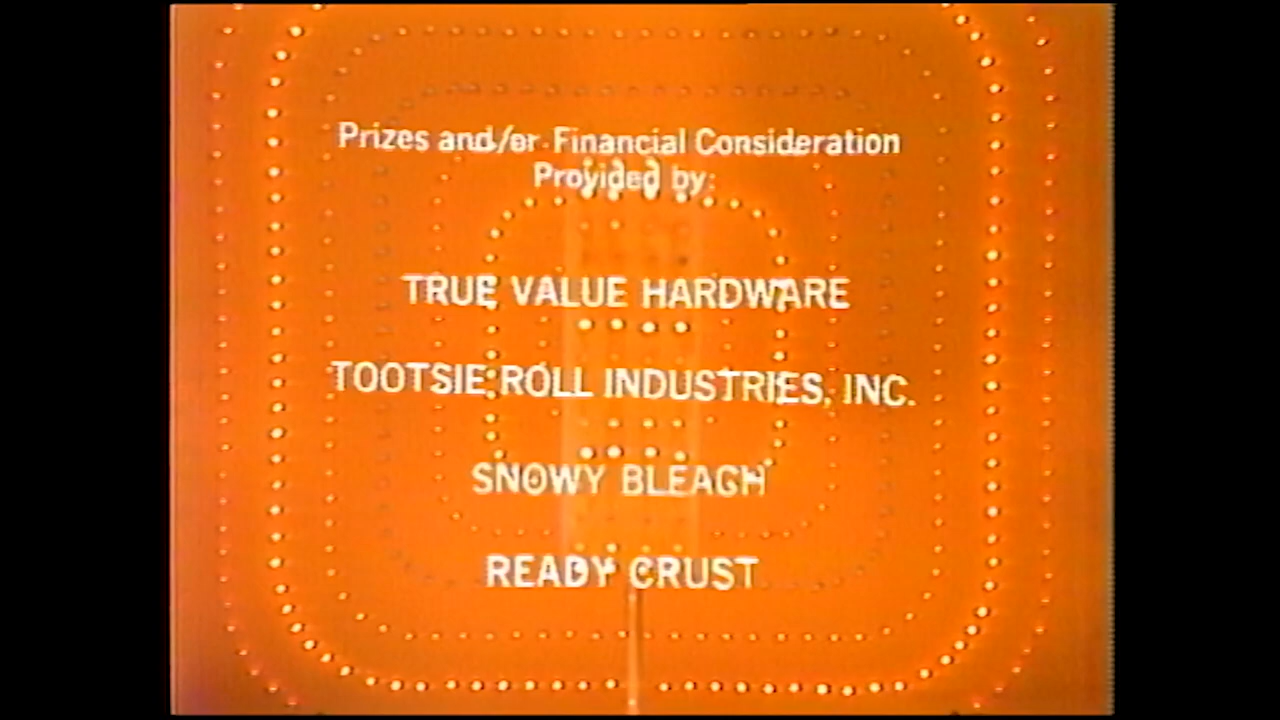 Prizes and/or Financial Consideration
Provided by:
TRUE VALUE HARDWARE
TOOTSIE ROLL INDUSTRIES, INC.
SNOWY BLEACH
READY CRUST